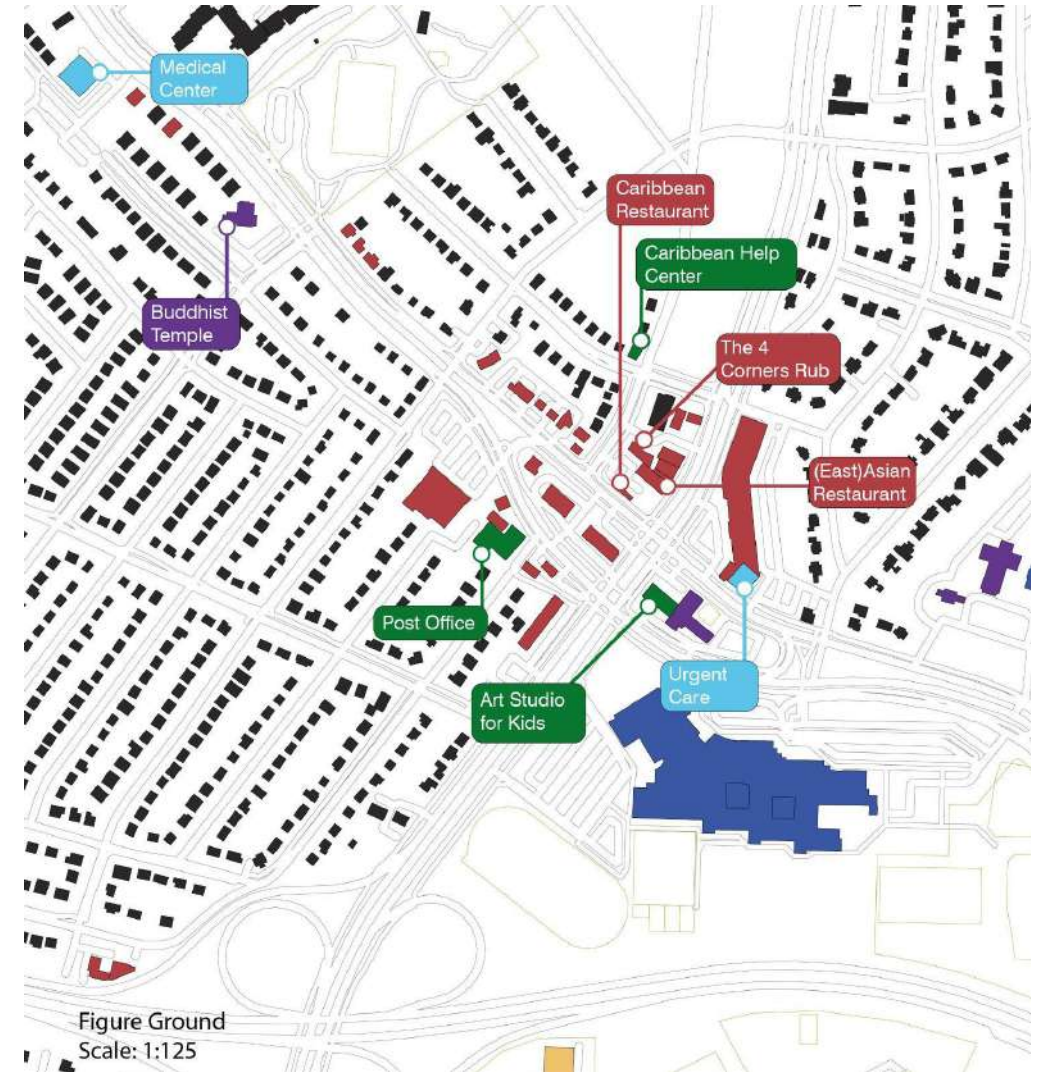 Medical
Center
Caribbean
Restaurant
Caribbean Help
Center
Buddhist
Temple
The 4
Corners Rub
(East)Asian
Restaurant
Post Office
Urgent
Care
Art Studio
for Kids
Figure Ground
Scale: 1:125